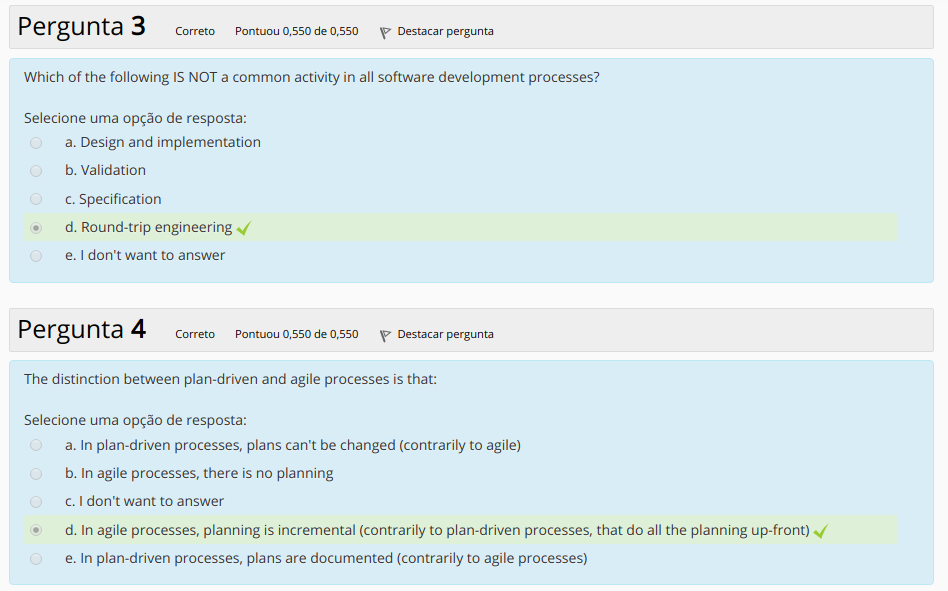 Pergunta 3 Correto Pontuou 0,550 de 0,550 Destacar pergunta
Which of the following IS NOT a common activity in all software development processes?
Selecione uma opção de resposta:
a. Design and implementation
b. Validation
c. Specification
d. Round-trip engineering
e. I don't want to answer
Pergunta 4 Correto Pontuou 0,550 de 0,550 Destacar pergunta
The distinction between plan-driven and agile processes is that:
Selecione uma opção de resposta:
a. In plan-driven processes, plans can't be changed (contrarily to agile)
b. In agile processes, there is no planning
c. I don't want to answer
d. In agile processes, planning is incremental (contrarily to plan-driven processes, that do all the planning up-front)
e. In plan-driven processes, plans are documented (contrarily to agile processes)